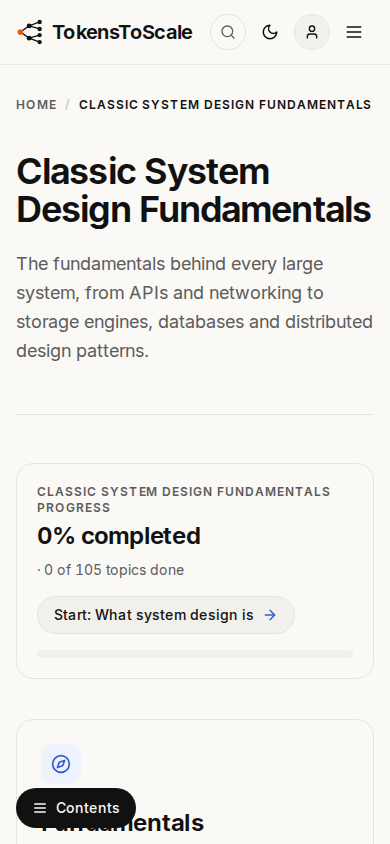 TokensToScale
HOME / CLASSIC SYSTEM DESIGN FUNDAMENTALS
Classic System
Design Fundamentals
The fundamentals behind every large
system, from APIs and networking to
storage engines, databases and distributed
design patterns.
CLASSIC SYSTEM DESIGN FUNDAMENTALS
PROGRESS
0% completed
· 0 of 105 topics done
Start: What system design is
Contents
Fundamentals